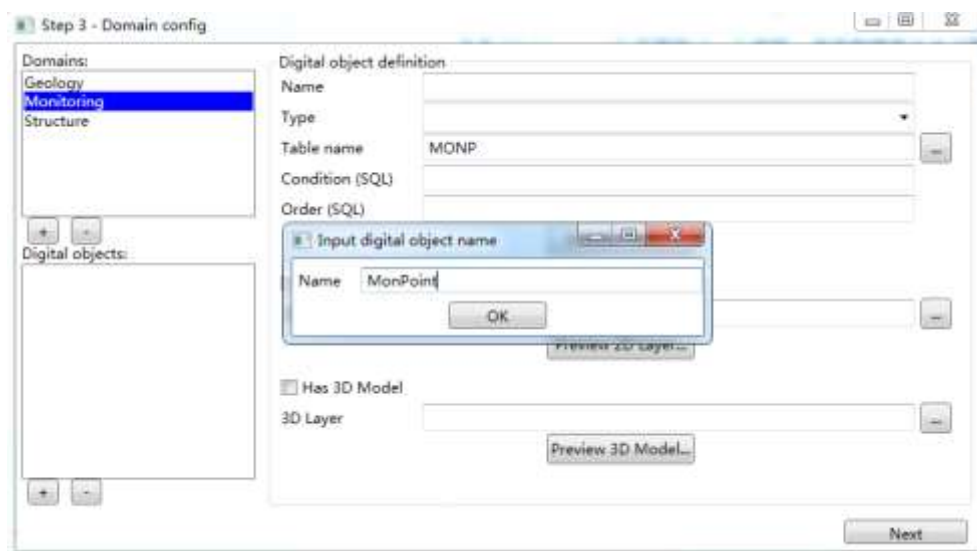 Step 3 - Domain config
Domains:
Geology
Monitoring
Structure
+ -
Digital objects:
+ -
Digital object definition
Name
Type
Table name MONP ...
Condition (SQL)
Order (SQL)
Input digital object name
Name MonPoint
OK
...
Preview 2D Layer...
Has 3D Model
3D Layer ...
Preview 3D Model...
Next